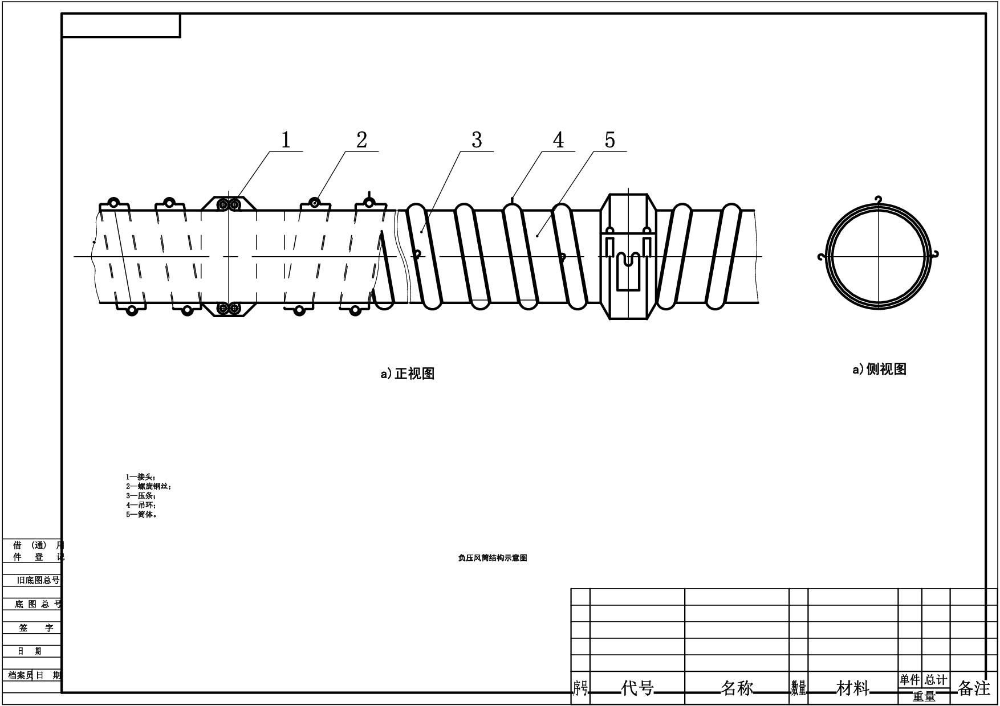 1 2 3 4 5
a)正视图
a)侧视图
1—接头；
2—螺旋钢丝；
3—压条；
4—吊环；
5—筒体。
负压风筒结构示意图
借 (通) 用
件 登 记
旧底图总号
底 图 总 号
签 字
日 期
档案员 日 期
序号 代号 名称 数量 材料 单件 总计 备注
重量